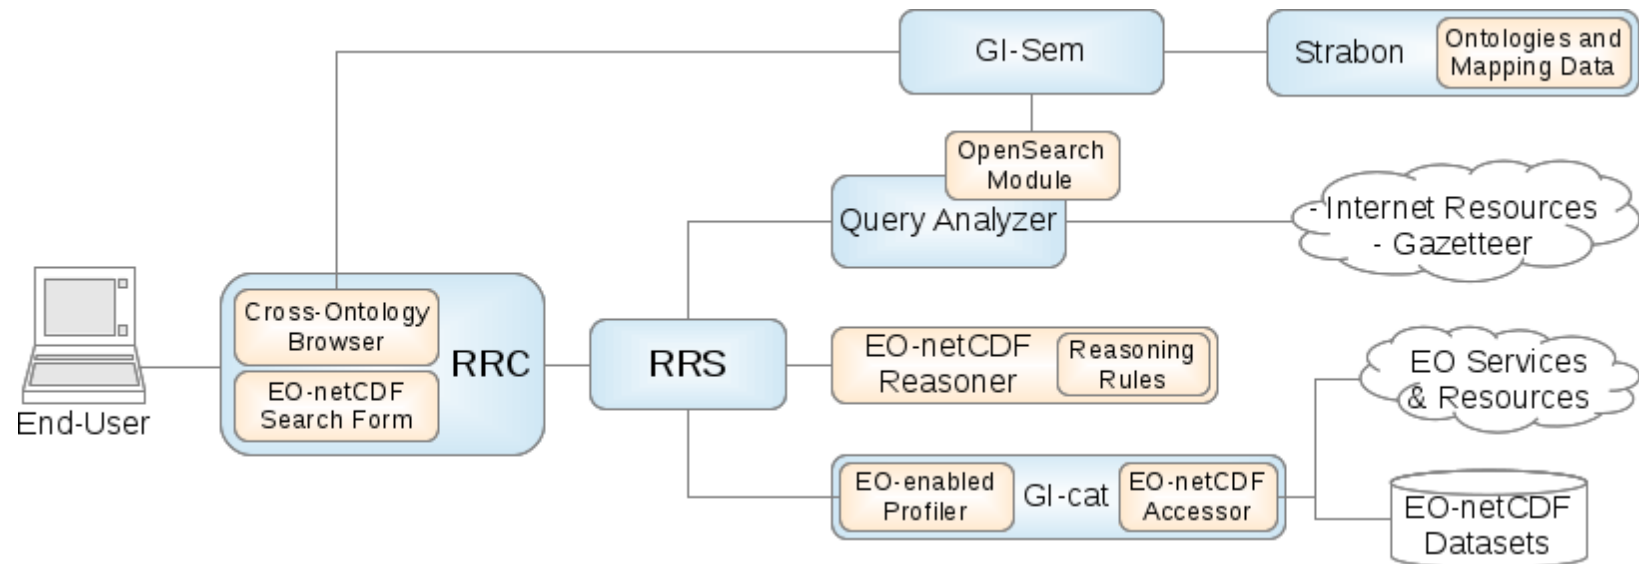 GI-Sem
Strabon
Ontologies and
Mapping Data
OpenSearch
Module
Query Analyzer
- Internet Resources
- Gazetteer
End-User
Cross-Ontology
Browser
EO-netCDF
Search Form
RRC
RRS
EO-netCDF
Reasoner
Reasoning
Rules
EO Services
& Resources
EO-enabled
Profiler
GI-cat
EO-netCDF
Accessor
EO-netCDF
Datasets